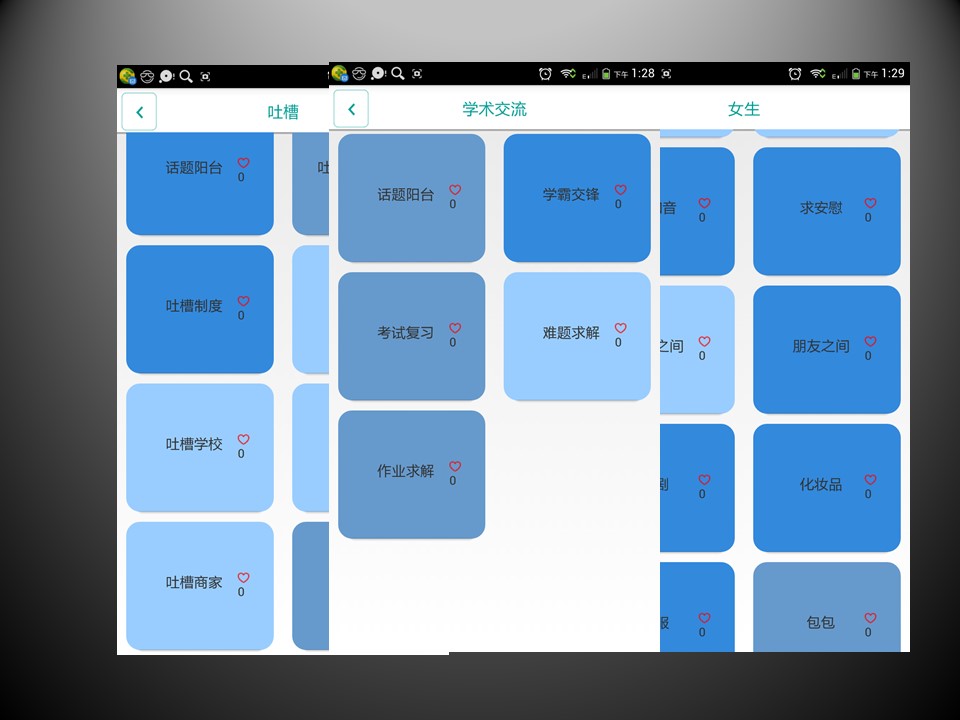 吐槽
话题阳台
0
吐
吐槽制度
0
吐槽学校
0
吐槽商家
0
下午 1:28
学术交流
话题阳台
0
学霸交锋
0
考试复习
0
难题求解
0
作业求解
0
下午 1:29
女生
音
0
求安慰
0
之间
0
朋友之间
0
剧
0
化妆品
0
服
0
包包
0